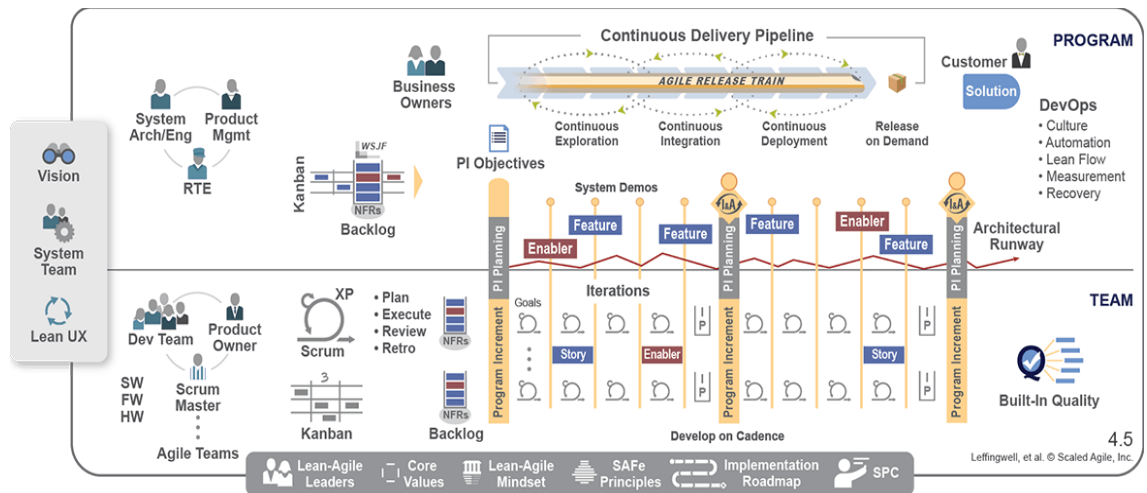 Continuous Delivery Pipeline
PROGRAM
Customer
Solution
Business
Owners
AGILE RELEASE TRAIN
System
Arch/Eng
Product
Mgmt
RTE
DevOps
• Culture
• Automation
• Lean Flow
• Measurement
• Recovery
Continuous
Exploration
Continuous
Integration
Continuous
Deployment
Release
on Demand
Vision
System
Team
Lean UX
Kanban
WSJF
NFRs
Backlog
PI Objectives
System Demos
I&A
I&A
Enabler
Feature
Feature
Feature
Enabler
Feature
Architectural
Runway
PI Planning
PI Planning
PI Planning
TEAM
Dev Team
Product
Owner
Scrum
Master
SW
FW
HW
Agile Teams
XP
Scrum
• Plan
• Execute
• Review
• Retro
NFRs
3
Kanban
NFRs
Backlog
Program Increment
Program Increment
Program Increment
Goals
Iterations
I P
I P
Story
Enabler
Story
I P
I P
Develop on Cadence
Built-In Quality
4.5
Leffingwell, et al. © Scaled Agile, Inc.
Lean-Agile
Leaders
Core
Values
Lean-Agile
Mindset
SAFe
Principles
Implementation
Roadmap
SPC